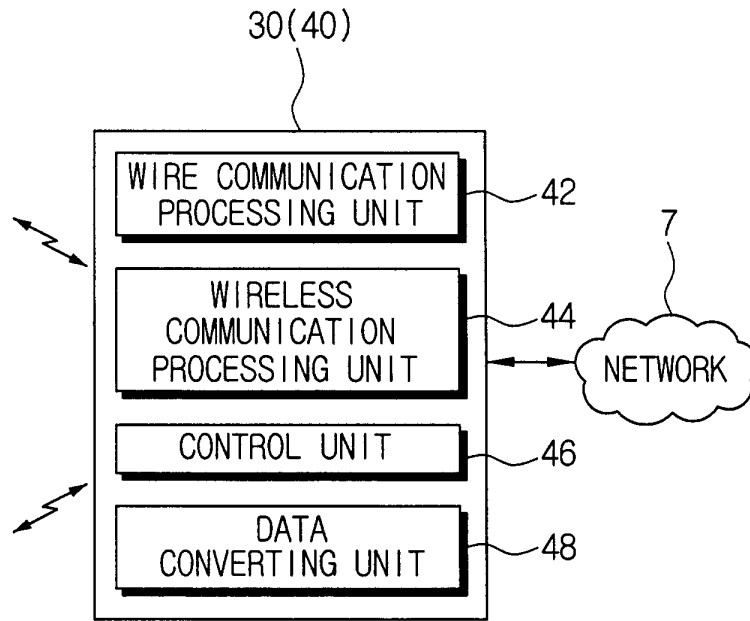 30(40)
WIRE COMMUNICATION
PROCESSING UNIT
42
7
WIRELESS
COMMUNICATION
PROCESSING UNIT
44
NETWORK
CONTROL UNIT
46
DATA
CONVERTING UNIT
48